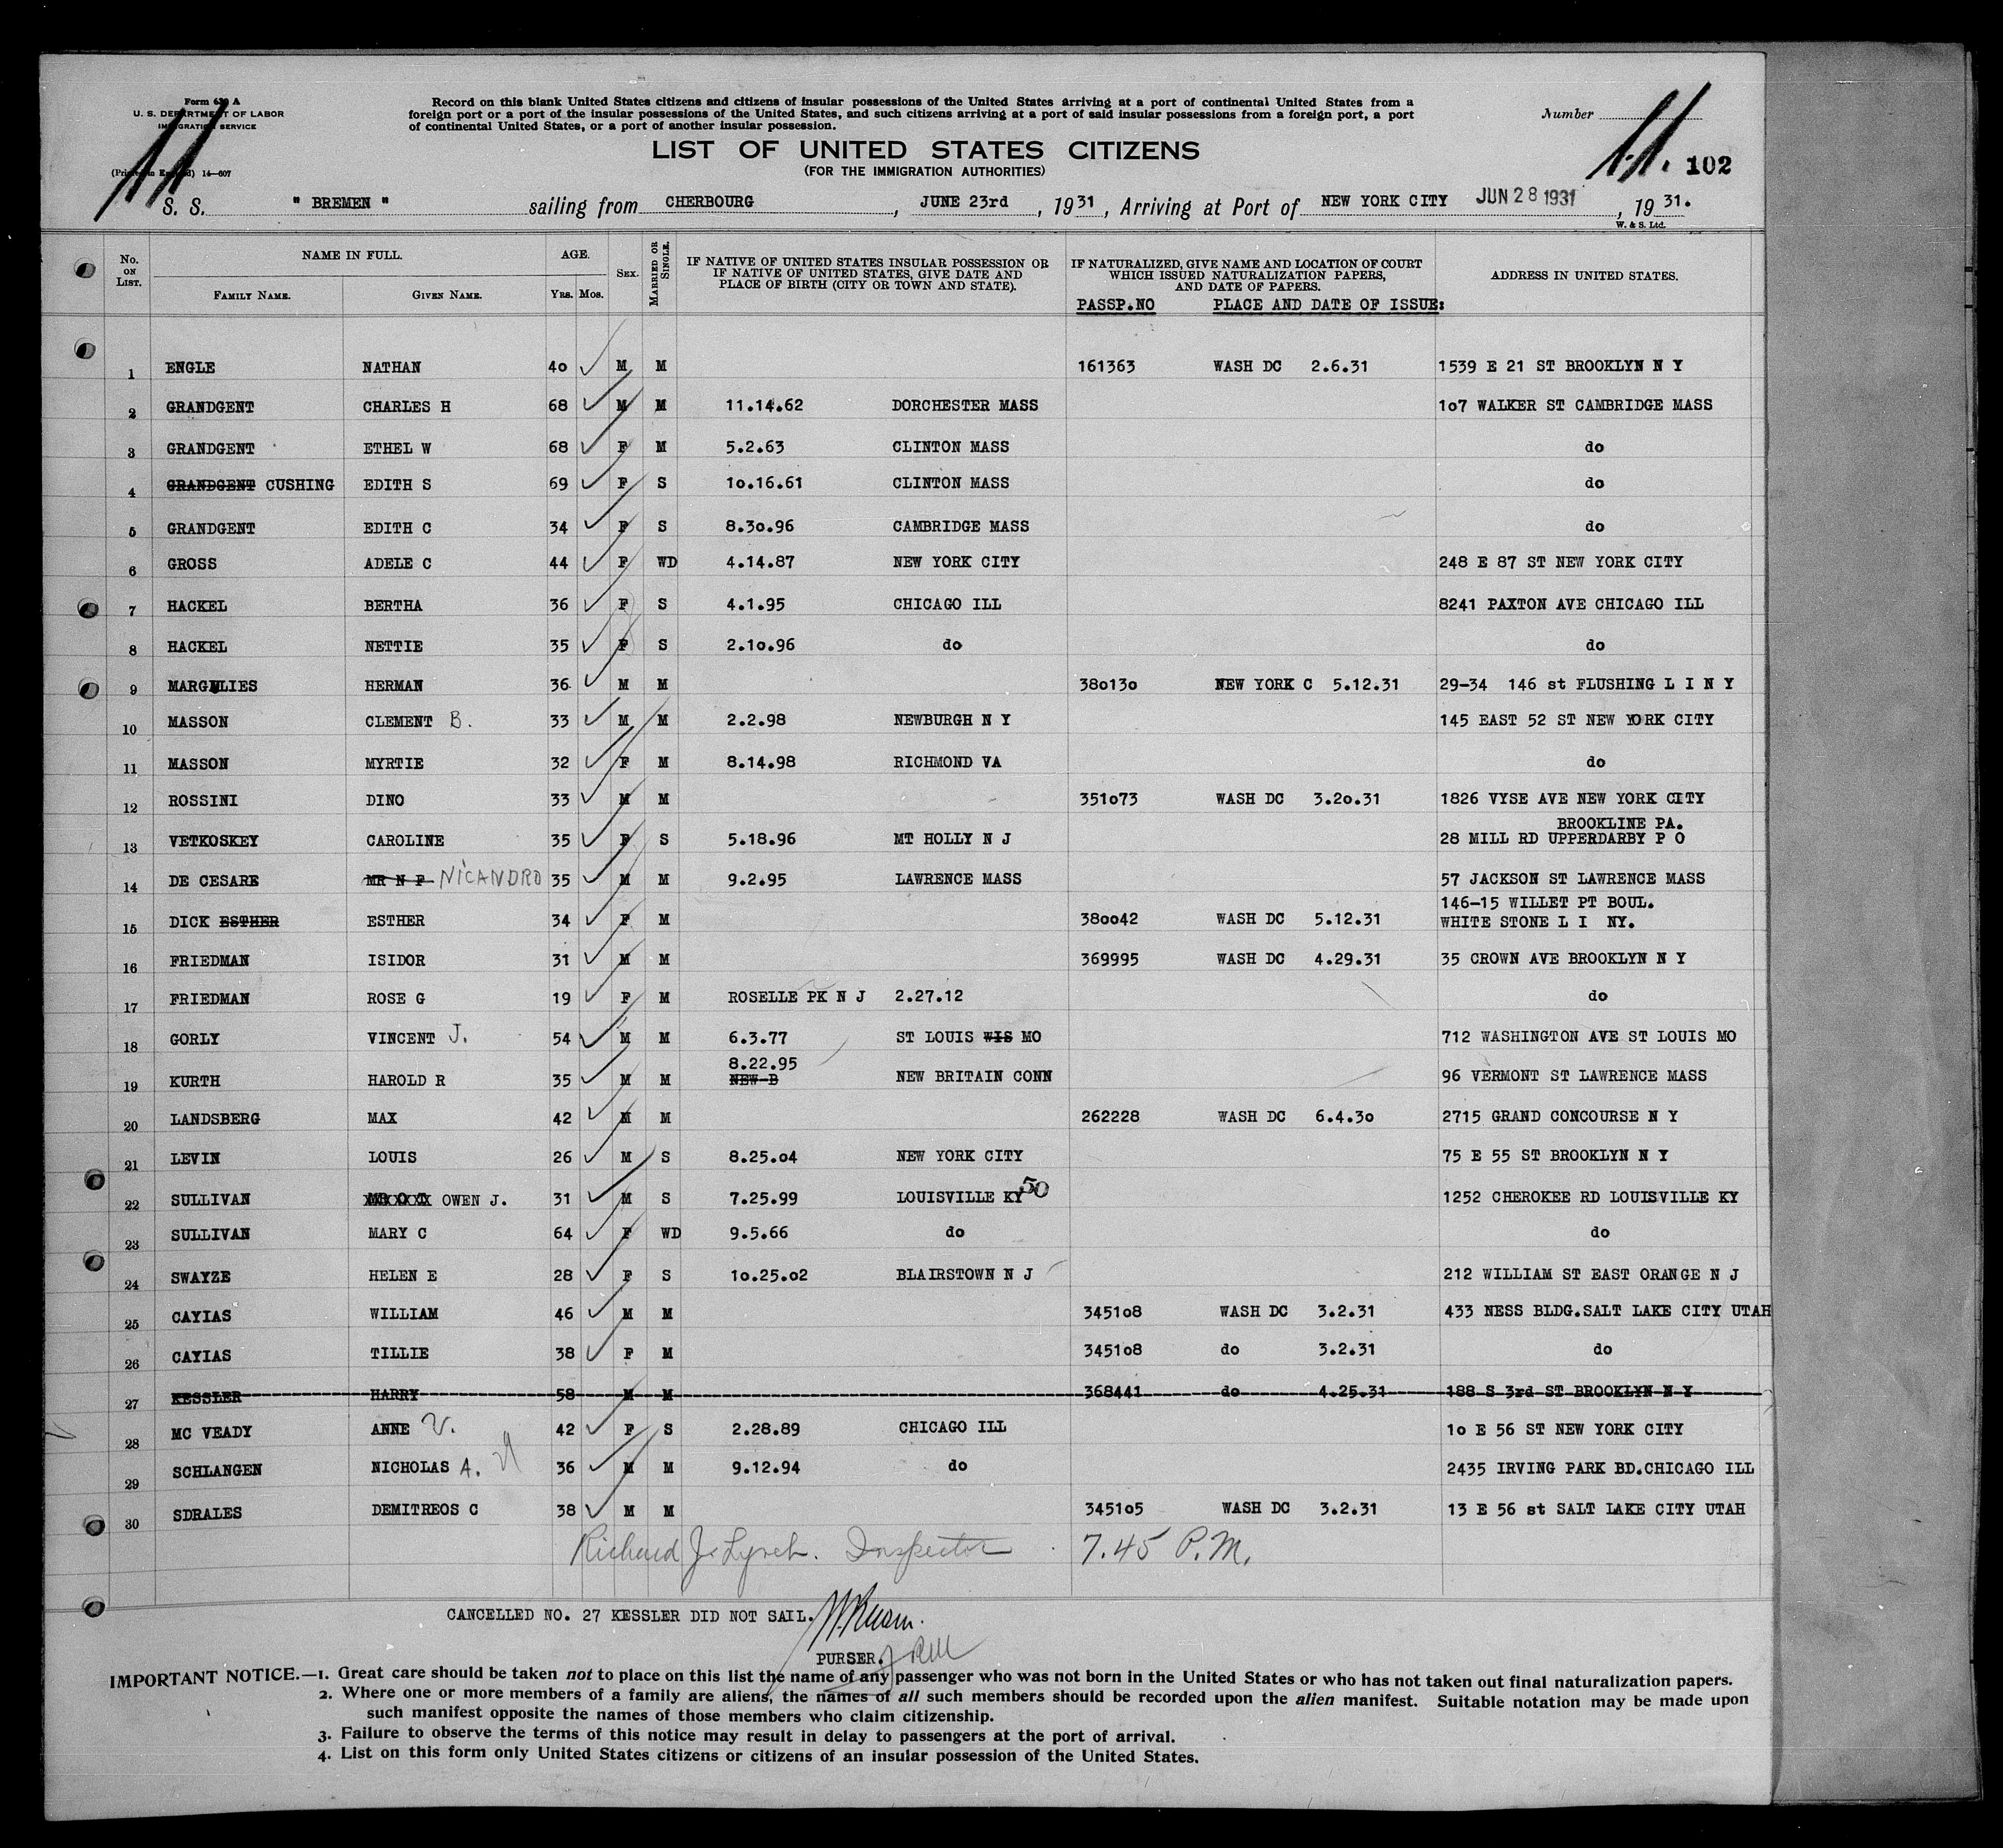 Form 630 A
U. S. DEPARTMENT OF LABOR
IMMIGRATION SERVICE
(Printed in England) 14—607
Record on this blank United States citizens and citizens of insular possessions of the United States arriving at a port of continental United States from a
foreign port or a port of the insular possessions of the United States, and such citizens arriving at a port of said insular possessions from a foreign port, a port
of continental United States, or a port of another insular possession.
Number
102
LIST OF UNITED STATES CITIZENS
(FOR THE IMMIGRATION AUTHORITIES)
S. S. " BREMEN " sailing from CHERBOURG, JUNE 23rd, 1931, Arriving at Port of NEW YORK CITY JUN 28 1931, 1931.
W. & S. Ltd.
No. ON LIST. NAME IN FULL. FAMILY NAME. GIVEN NAME. AGE. YRS. MOS. SEX. MARRIED OR SINGLE. IF NATIVE OF UNITED STATES INSULAR POSSESSION OR IF NATIVE OF UNITED STATES, GIVE DATE AND PLACE OF BIRTH (CITY OR TOWN AND STATE). IF NATURALIZED, GIVE NAME AND LOCATION OF COURT WHICH ISSUED NATURALIZATION PAPERS, AND DATE OF PAPERS. ADDRESS IN UNITED STATES.
PASSP.NO PLACE AND DATE OF ISSUE:
1 ENGLE NATHAN 40 M M 161363 WASH DC 2.6.31 1539 E 21 ST BROOKLYN N Y
2 GRANDGENT CHARLES H 68 M M 11.14.62 DORCHESTER MASS 107 WALKER ST CAMBRIDGE MASS
3 GRANDGENT ETHEL W 68 F M 5.2.63 CLINTON MASS do
4 GRANDGENT CUSHING EDITH S 69 F S 10.16.61 CLINTON MASS do
5 GRANDGENT EDITH C 34 F S 8.30.96 CAMBRIDGE MASS do
6 GROSS ADELE C 44 F WD 4.14.87 NEW YORK CITY 248 E 87 ST NEW YORK CITY
7 HACKEL BERTHA 36 F S 4.1.95 CHICAGO ILL 8241 PAXTON AVE CHICAGO ILL
8 HACKEL NETTIE 35 F S 2.10.96 do do
9 MARGULIES HERMAN 36 M M 380130 NEW YORK C 5.12.31 29-34 146 st FLUSHING L I N Y
10 MASSON CLEMENT B. 33 M M 2.2.98 NEWBURGH N Y 145 EAST 52 ST NEW YORK CITY
11 MASSON MYRTIE 32 F M 8.14.98 RICHMOND VA do
12 ROSSINI DINO 33 M M 351073 WASH DC 3.20.31 1826 VYSE AVE NEW YORK CITY
BROOKLINE PA.
13 VETKOSKEY CAROLINE 35 F S 5.18.96 MT HOLLY N J 28 MILL RD UPPERDARBY P O
14 DE CESARE MR N F NICANDRO 35 M M 9.2.95 LAWRENCE MASS 57 JACKSON ST LAWRENCE MASS
146-15 WILLET PT BOUL.
15 DICK ESTHER ESTHER 34 F M 380042 WASH DC 5.12.31 WHITE STONE L I NY.
16 FRIEDMAN ISIDOR 31 M M 369995 WASH DC 4.29.31 35 CROWN AVE BROOKLYN N Y
17 FRIEDMAN ROSE G 19 F M ROSELLE PK N J 2.27.12 do
18 GORLY VINCENT J. 54 M M 6.3.77 ST LOUIS WIS MO 712 WASHINGTON AVE ST LOUIS MO
8.22.95
19 KURTH HAROLD R 35 M M NEW B NEW BRITAIN CONN 96 VERMONT ST LAWRENCE MASS
20 LANDSBERG MAX 42 M M 262228 WASH DC 6.4.30 2715 GRAND CONCOURSE N Y
21 LEVIN LOUIS 26 M S 8.25.04 NEW YORK CITY 75 E 55 ST BROOKLYN N Y
22 SULLIVAN OWEN J. 31 M S 7.25.99 LOUISVILLE KY 50 1252 CHEROKEE RD LOUISVILLE KY
23 SULLIVAN MARY C 64 F WD 9.5.66 do do
24 SWAYZE HELEN E 28 F S 10.25.02 BLAIRSTOWN N J 212 WILLIAM ST EAST ORANGE N J
25 CAYIAS WILLIAM 46 M M 345108 WASH DC 3.2.31 433 NESS BLDG.SALT LAKE CITY UTAH
26 CAYIAS TILLIE 38 F M 345108 do 3.2.31 do
27 KESSLER HARRY 58 M M 368441 do 4.25.31 188 S 3rd ST BROOKLYN N Y
28 MC VEADY ANNE V. 42 F S 2.28.89 CHICAGO ILL 10 E 56 ST NEW YORK CITY
29 SCHLANGEN NICHOLAS A. 36 M M 9.12.94 do 2435 IRVING PARK BD.CHICAGO ILL
30 SDRALES DEMITREOS C 38 M M 345105 WASH DC 3.2.31 13 E 56 st SALT LAKE CITY UTAH
Richard J. Lynch. Inspector 7.45 P.M.
CANCELLED NO. 27 KESSLER DID NOT SAIL.
PURSER.
IMPORTANT NOTICE.—1. Great care should be taken not to place on this list the name of any passenger who was not born in the United States or who has not taken out final naturalization papers.
2. Where one or more members of a family are aliens, the names of all such members should be recorded upon the alien manifest. Suitable notation may be made upon
such manifest opposite the names of those members who claim citizenship.
3. Failure to observe the terms of this notice may result in delay to passengers at the port of arrival.
4. List on this form only United States citizens or citizens of an insular possession of the United States.